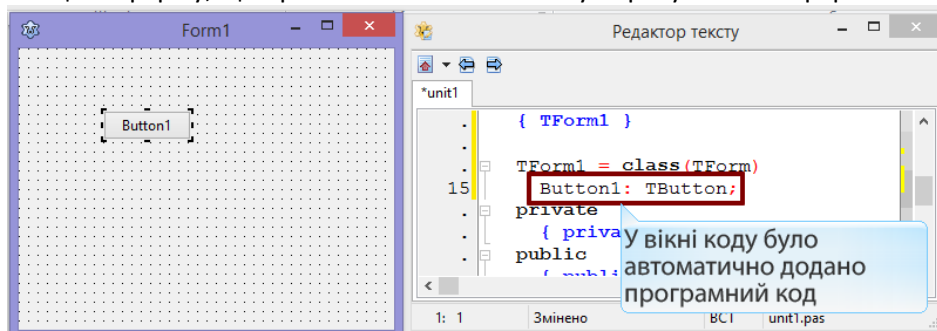 Form1
Button1
Редактор тексту
*unit1
{ TForm1 }
TForm1 = class(TForm)
15 Button1: TButton;
private
{ priva
public
У вікні коду було
автоматично додано
програмний код
1: 1 Змінено ВСТ unit1.pas